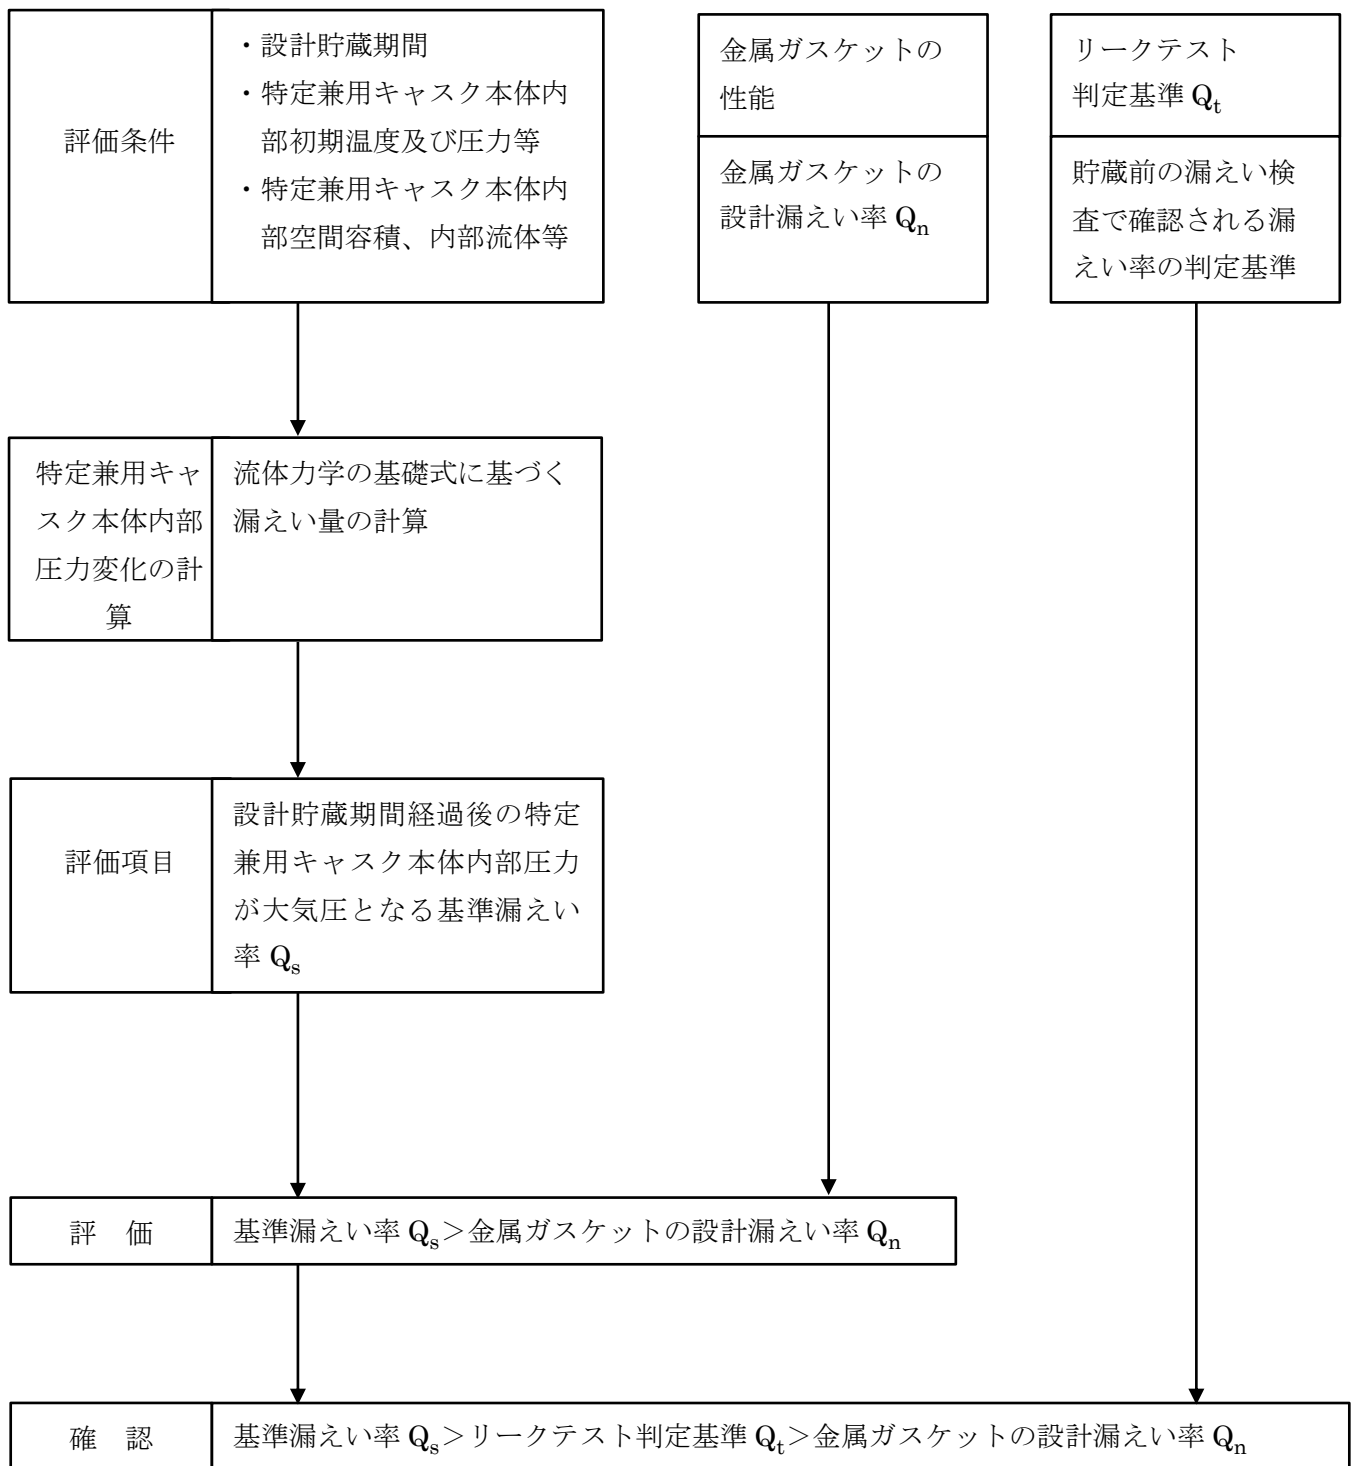 評価条件
・設計貯蔵期間
・特定兼用キャスク本体内
部初期温度及び圧力等
・特定兼用キャスク本体内
部空間容積、内部流体等
金属ガスケットの
性能
金属ガスケットの
設計漏えい率 Qn
リークテスト
判定基準 Qt
貯蔵前の漏えい検
査で確認される漏
えい率の判定基準
特定兼用キャ
スク本体内部
圧力変化の計
算
流体力学の基礎式に基づく
漏えい量の計算
評価項目
設計貯蔵期間経過後の特定
兼用キャスク本体内部圧力
が大気圧となる基準漏えい
率 Qs
評　価
基準漏えい率 Qs＞金属ガスケットの設計漏えい率 Qn
確　認
基準漏えい率 Qs＞リークテスト判定基準 Qt＞金属ガスケットの設計漏えい率 Qn